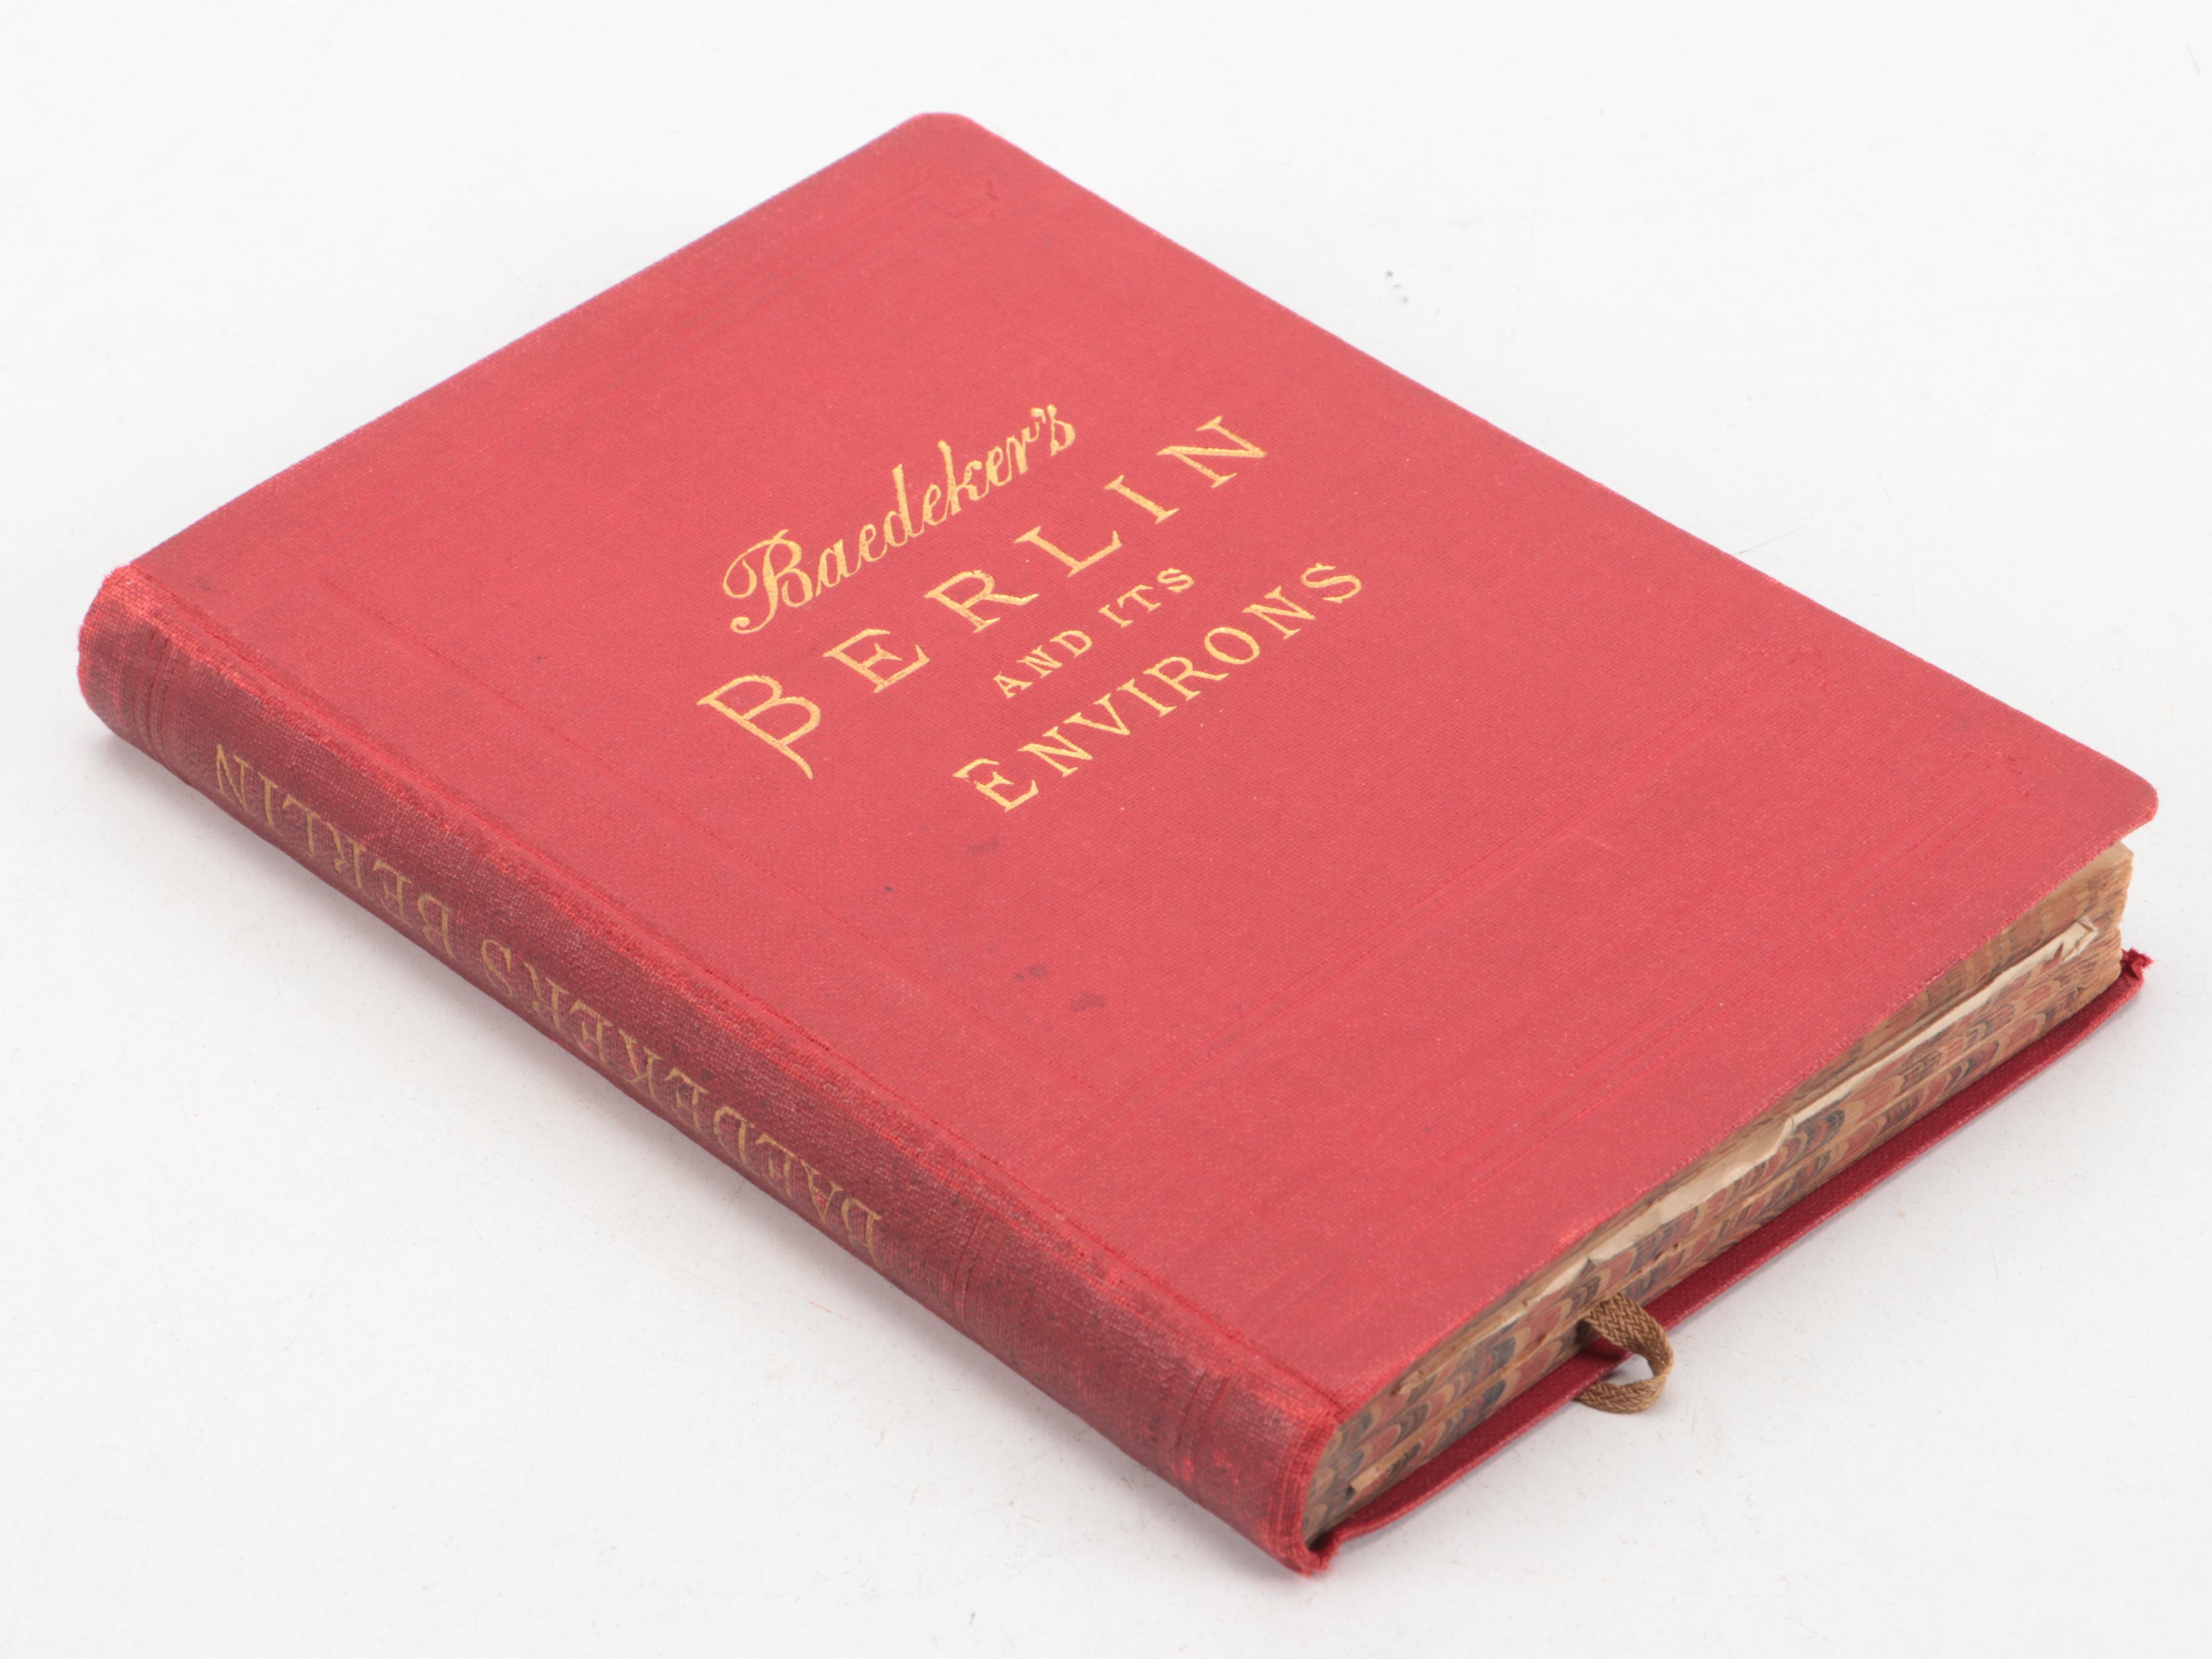 Baedeker's
BERLIN
AND ITS
ENVIRONS
BAEDEKER'S BERLIN